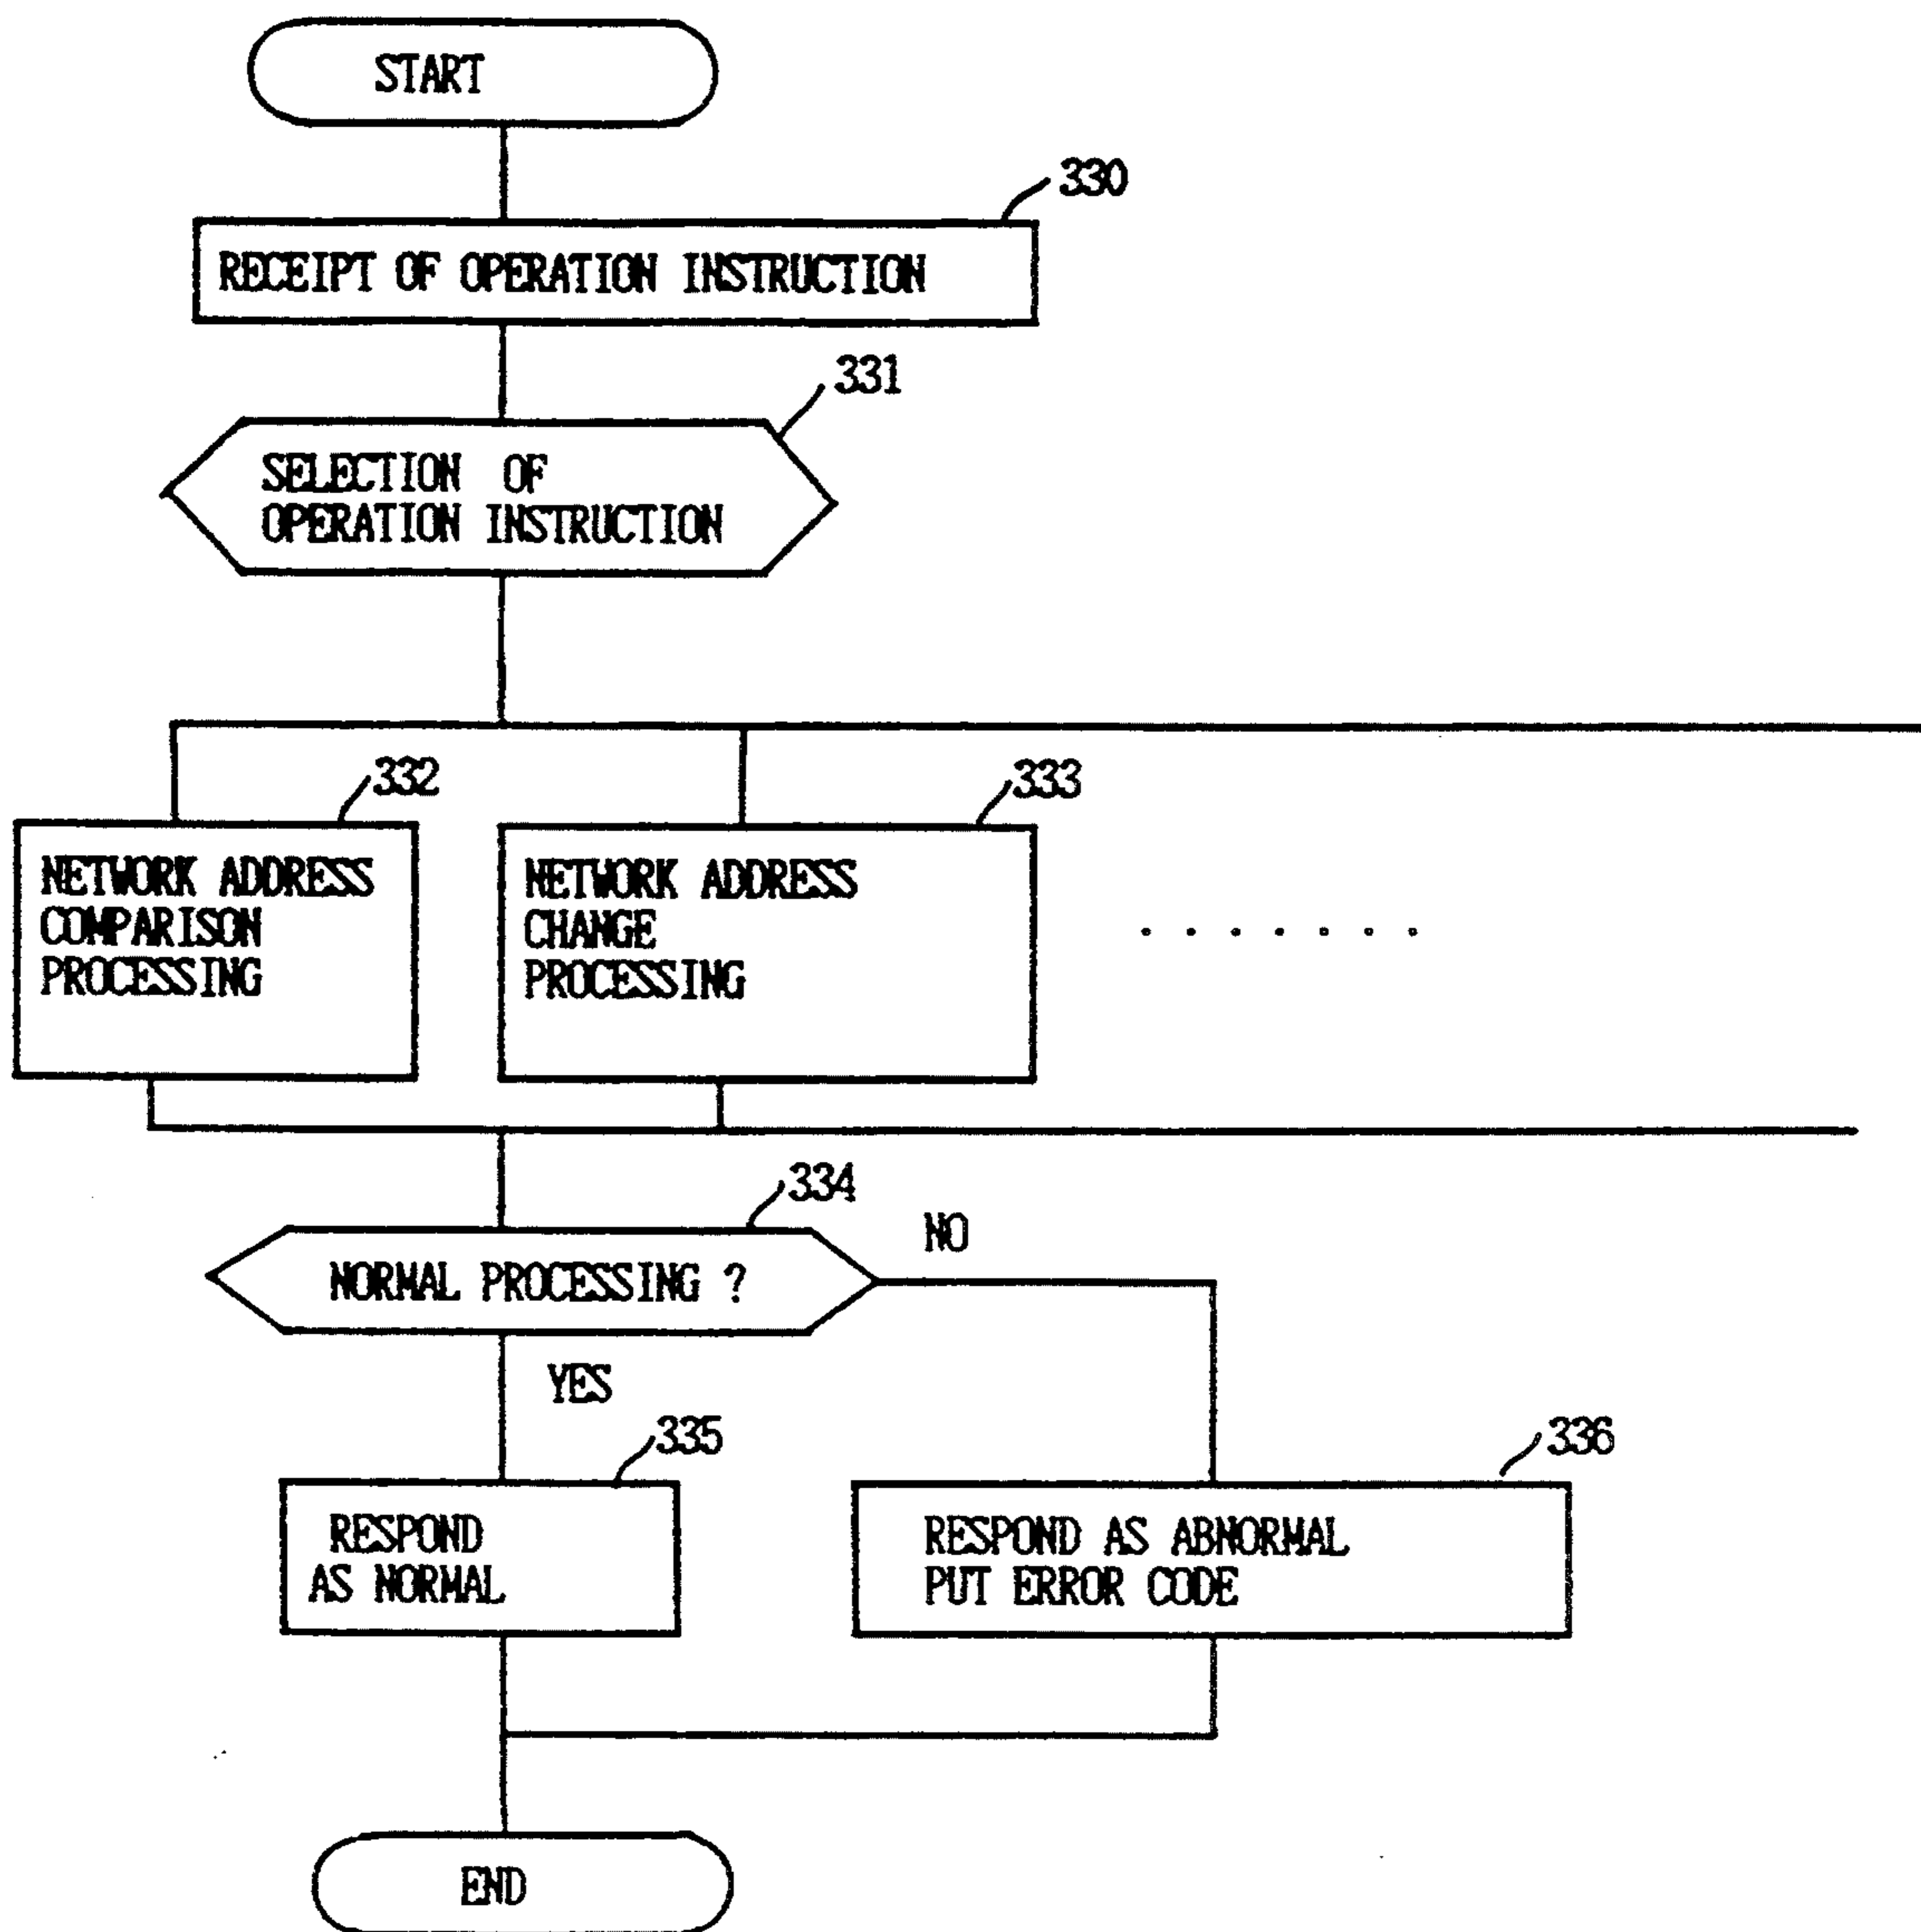 START
330
RECEIPT OF OPERATION INSTRUCTION
331
SELECTION OF
OPERATION INSTRUCTION
332
333
NETWORK ADDRESS
COMPARISON
PROCESSING
NETWORK ADDRESS
CHANGE
PROCESSING
.......
334
NO
NORMAL PROCESSING ?
YES
335
336
RESPOND
AS NORMAL
RESPOND AS ABNORMAL
PUT ERROR CODE
END